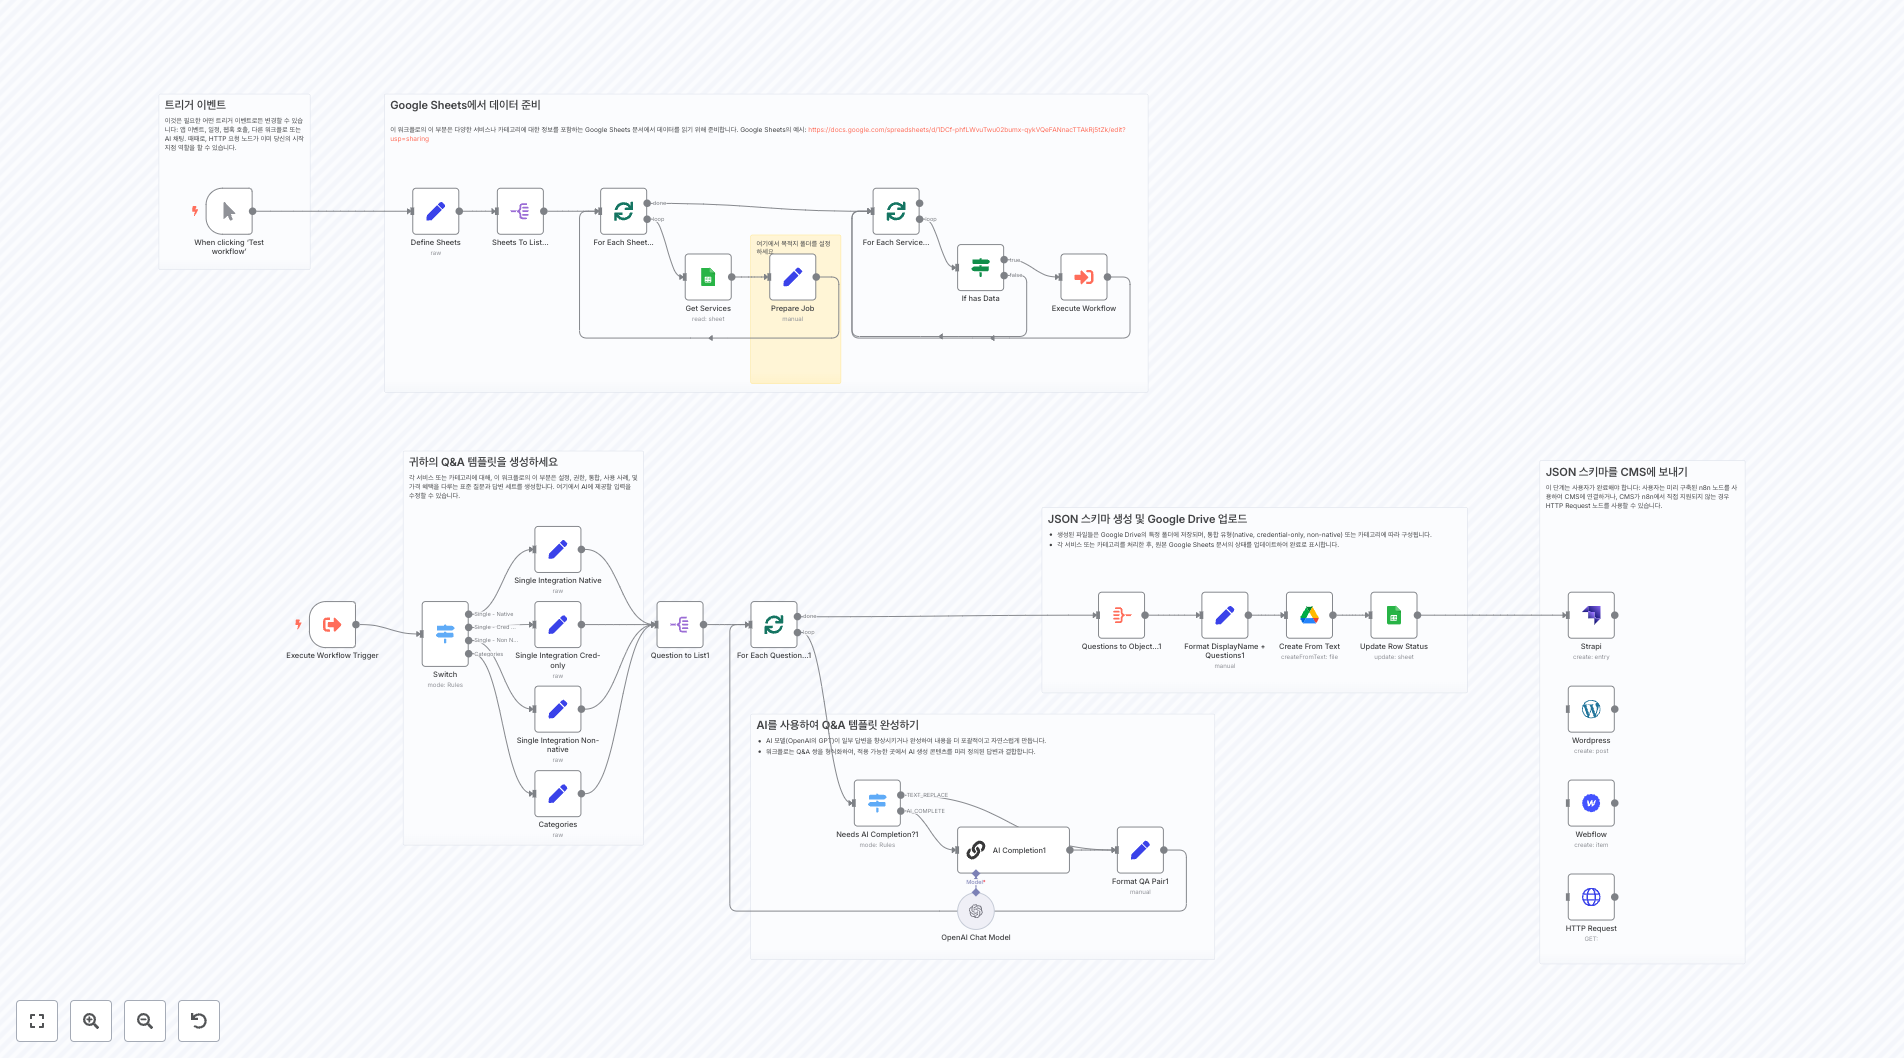 트리거 이벤트
이것은 필요한 어떤 트리거 이벤트로든 변경할 수 있습
니다: 앱 이벤트, 일정, 웹훅 호출, 다른 워크플로 또는
AI 채팅. 때때로, HTTP 요청 노드가 이미 당신의 시작
지점 역할을 할 수 있습니다.
When clicking 'Test
workflow'
Google Sheets에서 데이터 준비
이 워크플로의 이 부분은 다양한 서비스나 카테고리에 대한 정보를 포함하는 Google Sheets 문서에서 데이터를 읽기 위해 준비합니다. Google Sheets의 예시:
usp=sharing
Define Sheets
raw
Sheets To List...
For Each Sheet...
done
loop
Get Services
read: sheet
여기에서 목적지 폴더를 설정
하세요
Prepare Job
manual
For Each Service...
loop
If has Data
true
false
Execute Workflow
귀하의 Q&A 템플릿을 생성하세요
각 서비스 또는 카테고리에 대해, 이 워크플로의 이 부분은 설정, 권한, 통합, 사용 사례, 및
가격 혜택을 다루는 표준 질문과 답변 세트를 생성합니다. 여기에서 AI에 제공할 입력을
수정할 수 있습니다.
Execute Workflow Trigger
Switch
mode: Rules
Single - Native
Single - Cred ...
Single - Non N...
Categories
Single Integration Native
raw
Single Integration Cred-
only
raw
Single Integration Non-
native
raw
Categories
raw
Question to List1
For Each Question...1
done
loop
JSON 스키마 생성 및 Google Drive 업로드
• 생성된 파일들은 Google Drive의 특정 폴더에 저장되며, 통합 유형(native, credential-only, non-native) 또는 카테고리에 따라 구성됩니다.
• 각 서비스 또는 카테고리를 처리한 후, 원본 Google Sheets 문서의 상태를 업데이트하여 완료로 표시합니다.
Questions to Object...1
Format DisplayName +
Questions1
manual
Create From Text
createFromText: file
Update Row Status
update: sheet
AI를 사용하여 Q&A 템플릿 완성하기
• AI 모델(OpenAI의 GPT)이 일부 답변을 향상시키거나 완성하여 내용을 더 포괄적이고 자연스럽게 만듭니다.
• 워크플로는 Q&A 쌍을 형식화하여, 적용 가능한 곳에서 AI 생성 콘텐츠를 미리 정의된 답변과 결합합니다.
Needs AI Completion?1
mode: Rules
TEXT_REPLACE
AI_COMPLETE
AI Completion1
Model*
OpenAI Chat Model
Format QA Pair1
manual
JSON 스키마를 CMS에 보내기
이 단계는 사용자가 완료해야 합니다: 사용자는 미리 구축된 n8n 노드를 사
용하여 CMS에 연결하거나, CMS가 n8n에서 직접 지원되지 않는 경우
HTTP Request 노드를 사용할 수 있습니다.
Strapi
create: entry
Wordpress
create: post
Webflow
create: item
HTTP Request
GET: